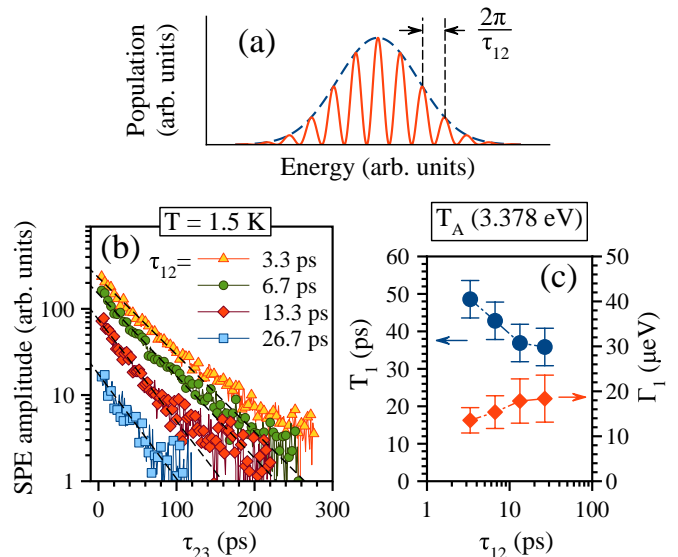 (a)
2π
τ12
Population
(arb. units)
Energy (arb. units)
T = 1.5 K
TA (3.378 eV)
(b)
τ12=
3.3 ps
6.7 ps
13.3 ps
26.7 ps
SPE amplitude (arb. units)
100
10
1
0
100
200
300
τ23 (ps)
(c)
T1 (ps)
60
50
40
30
20
10
0
50
40
30
20
10
0
Γ1 (μeV)
1
10
100
τ12 (ps)